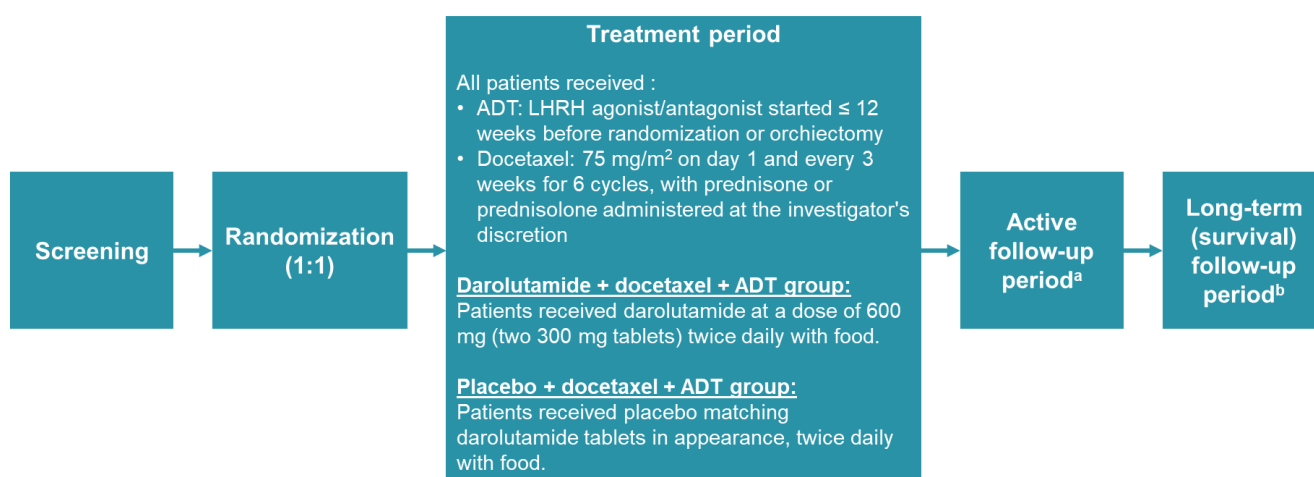 Screening
Randomization
(1:1)
Treatment period
All patients received :
• ADT: LHRH agonist/antagonist started ≤ 12
weeks before randomization or orchiectomy
• Docetaxel: 75 mg/m² on day 1 and every 3
weeks for 6 cycles, with prednisone or
prednisolone administered at the investigator's
discretion
Darolutamide + docetaxel + ADT group:
Patients received darolutamide at a dose of 600
mg (two 300 mg tablets) twice daily with food.
Placebo + docetaxel + ADT group:
Patients received placebo matching
darolutamide tablets in appearance, twice daily
with food.
Active
follow-up
periodᵃ
Long-term
(survival)
follow-up
periodᵇ